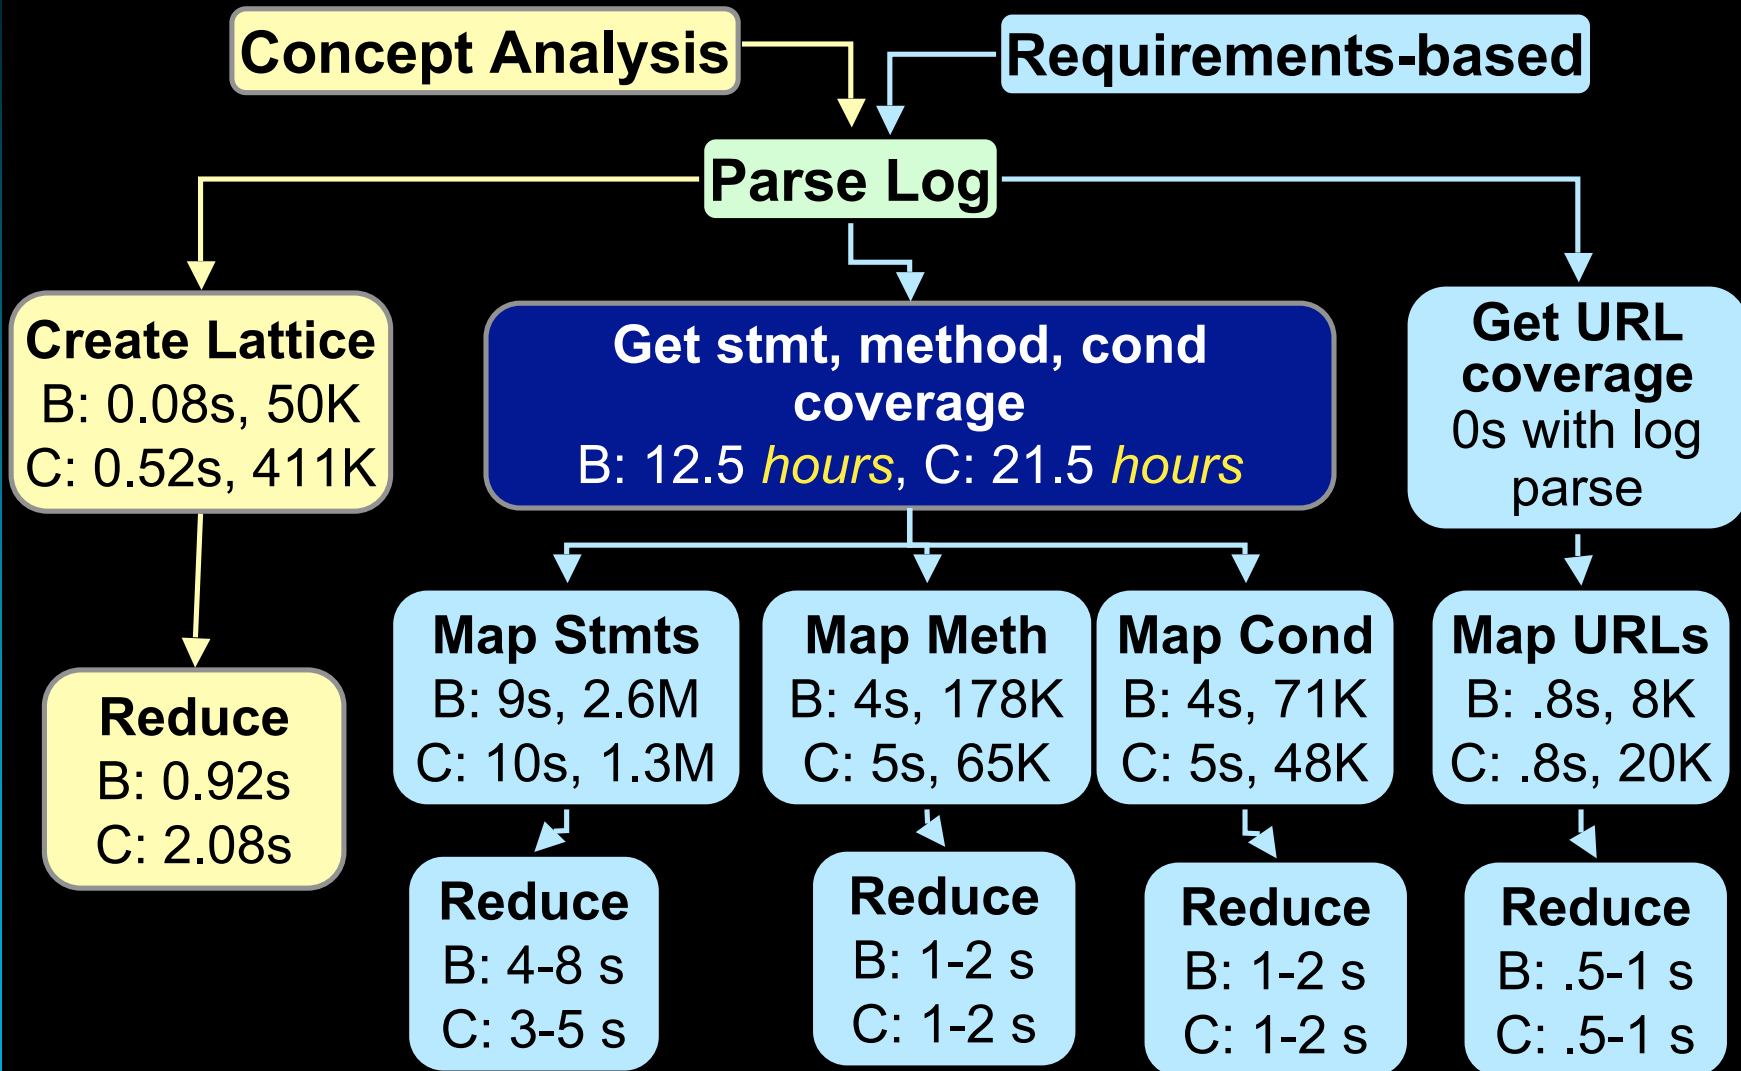 Concept Analysis
Requirements-based
Parse Log
Create Lattice
B: 0.08s, 50K
C: 0.52s, 411K
Get stmt, method, cond
coverage
B: 12.5 hours, C: 21.5 hours
Get URL
coverage
0s with log
parse
Reduce
B: 0.92s
C: 2.08s
Map Stmts
B: 9s, 2.6M
C: 10s, 1.3M
Map Meth
B: 4s, 178K
C: 5s, 65K
Map Cond
B: 4s, 71K
C: 5s, 48K
Map URLs
B: .8s, 8K
C: .8s, 20K
Reduce
B: 4-8 s
C: 3-5 s
Reduce
B: 1-2 s
C: 1-2 s
Reduce
B: 1-2 s
C: 1-2 s
Reduce
B: .5-1 s
C: .5-1 s